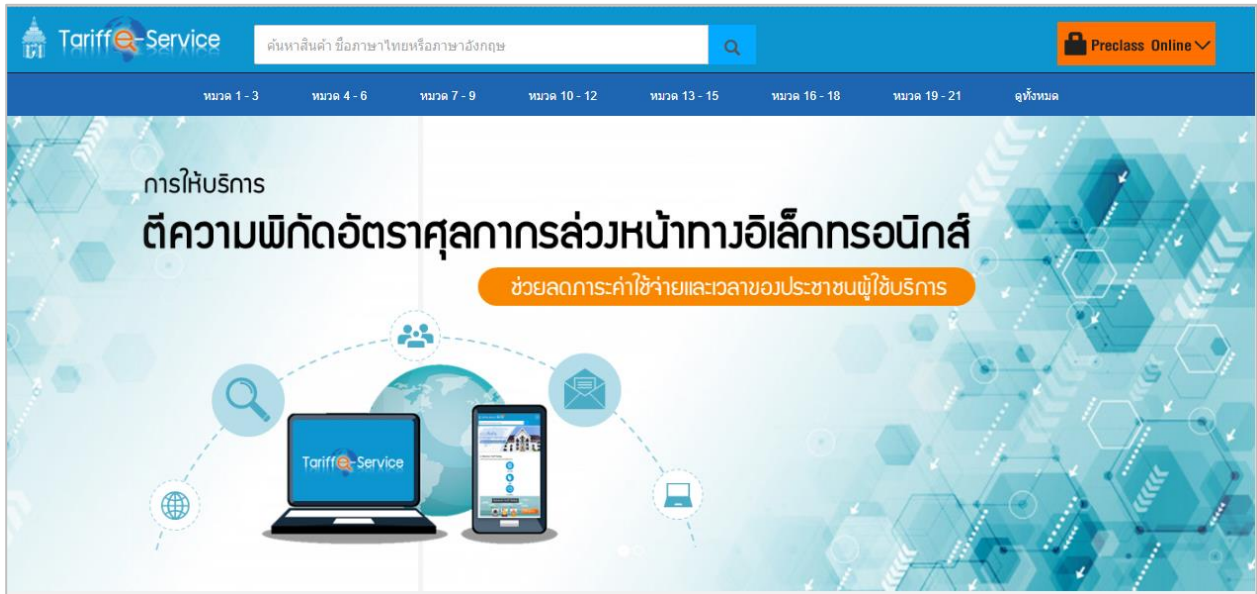 Tariff e-Service
ค้นหาสินค้า ชื่อภาษาไทยหรือภาษาอังกฤษ
Preclass Online
หมวด 1 - 3 หมวด 4 - 6 หมวด 7 - 9 หมวด 10 - 12 หมวด 13 - 15 หมวด 16 - 18 หมวด 19 - 21 ดูทั้งหมด
การให้บริการ
ตีความพิกัดอัตราศุลกากรล่วงหน้าทางอิเล็กทรอนิกส์
ช่วยลดภาระค่าใช้จ่ายและเวลาของประชาชนผู้ใช้บริการ
Tariff e-Service